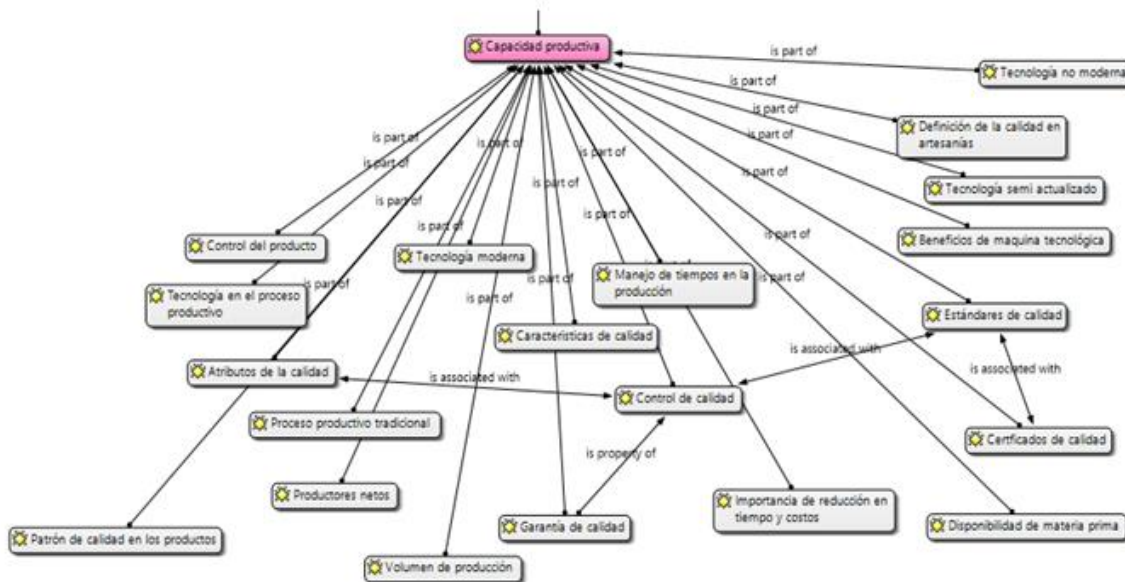 Capacidad productiva
is part of
Tecnología no moderna
is part of
Definición de la calidad en
artesanías
is part of
is part of
is part of
is part of
is part of
Tecnología semi actualizado
is part of
is part of
is part of
is part of
is part of
Control del producto
Tecnología moderna
is part of
is part of
Beneficios de maquina tecnológica
Manejo de tiempos en la
producción
is part of
is part of
is part of
Tecnología en el proceso
productivo
is part of
Estándares de calidad
Características de calidad
is associated with
is associated with
Atributos de la calidad
is associated with
Control de calidad
Proceso productivo tradicional
Certficados de calidad
is property of
Productores netos
Importancia de reducción en
tiempo y costos
Garantía de calidad
Disponibilidad de materia prima
Patrón de calidad en los productos
Volumen de producción